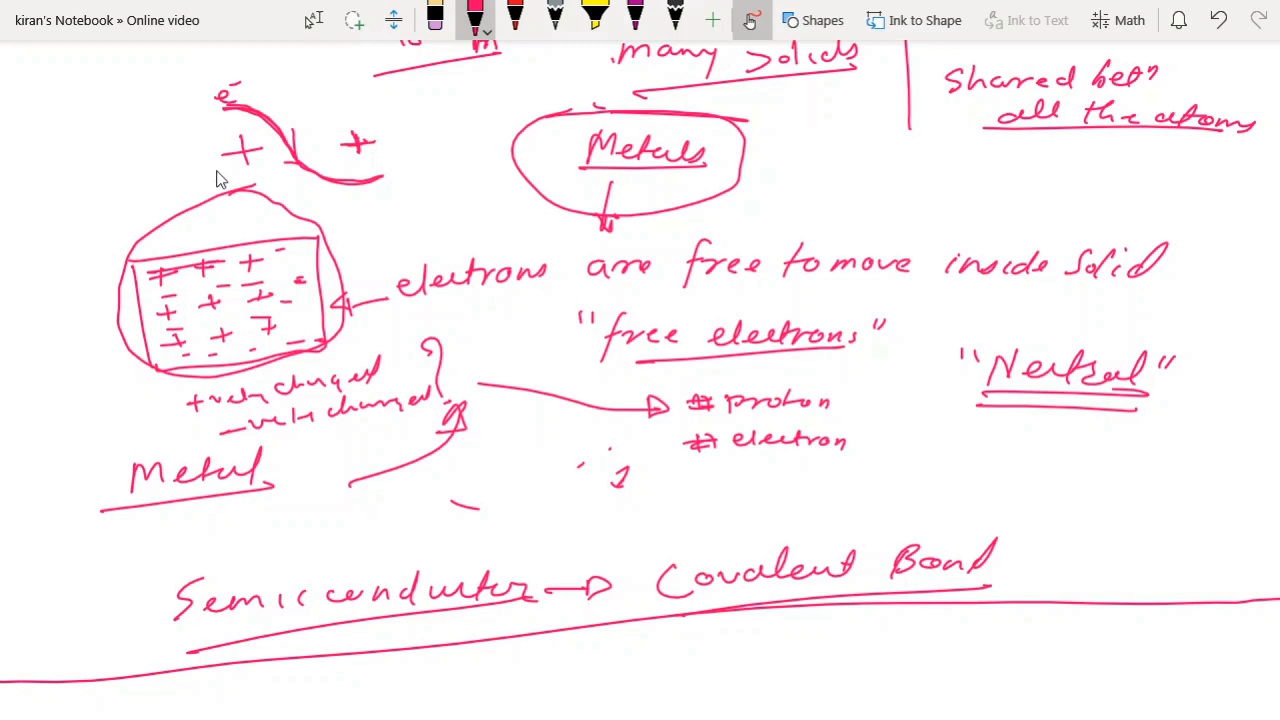 kiran's Notebook » Online video
Shapes
Ink to Shape
Ink to Text
Math
many solids
shared betn
all the atoms
e-
Metals
electrons are free to move inside solid
"free electrons"
"Neutral"
+vely charged
-vely charged
# proton
# electron
Metal
Semiconductor → Covalent Bond